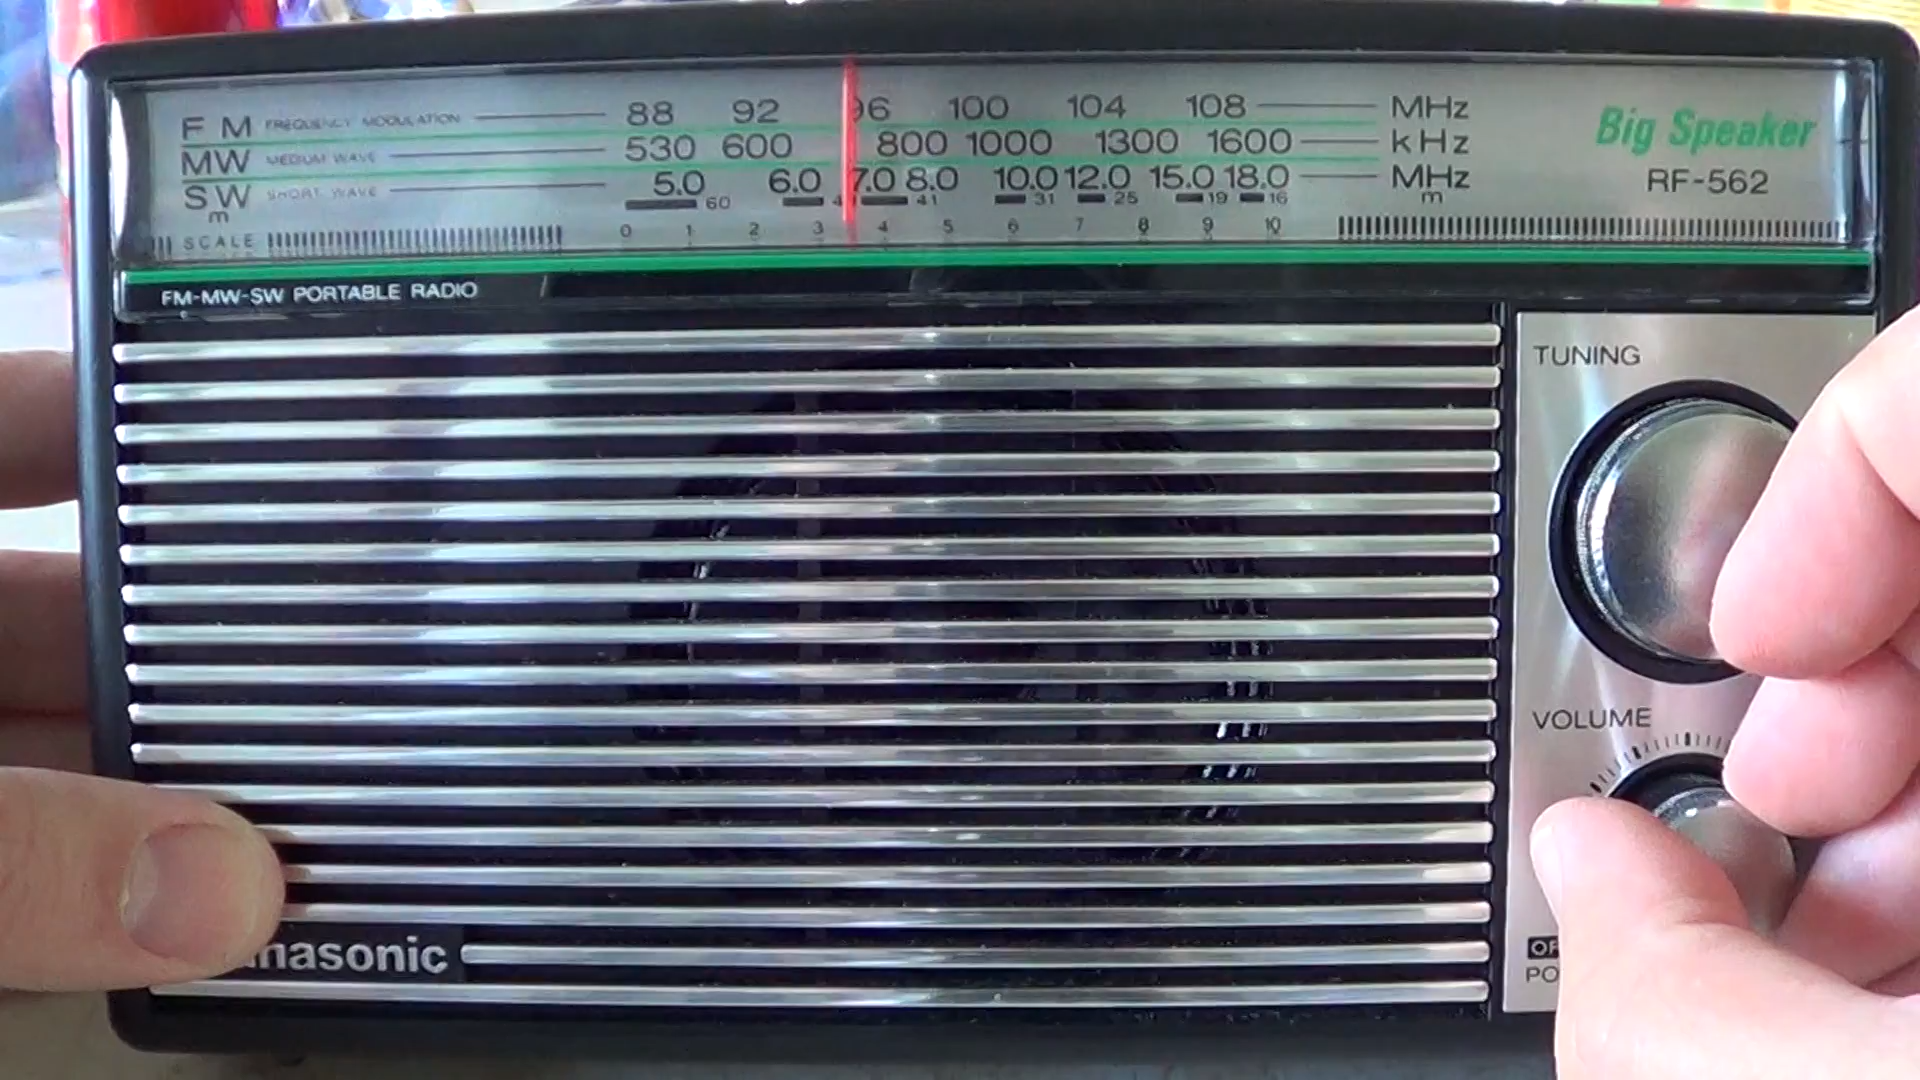 FM FREQUENCY MODULATION 88 92 96 100 104 108 MHz
MW MEDIUM WAVE 530 600 800 1000 1300 1600 kHz
SW SHORT WAVE 5.0 6.0 7.0 8.0 10.0 12.0 15.0 18.0 MHz
m 60 41 31 25 19 16 m
SCALE 0 1 2 3 4 5 6 7 8 9 10
Big Speaker
RF-562
FM-MW-SW PORTABLE RADIO
TUNING
VOLUME